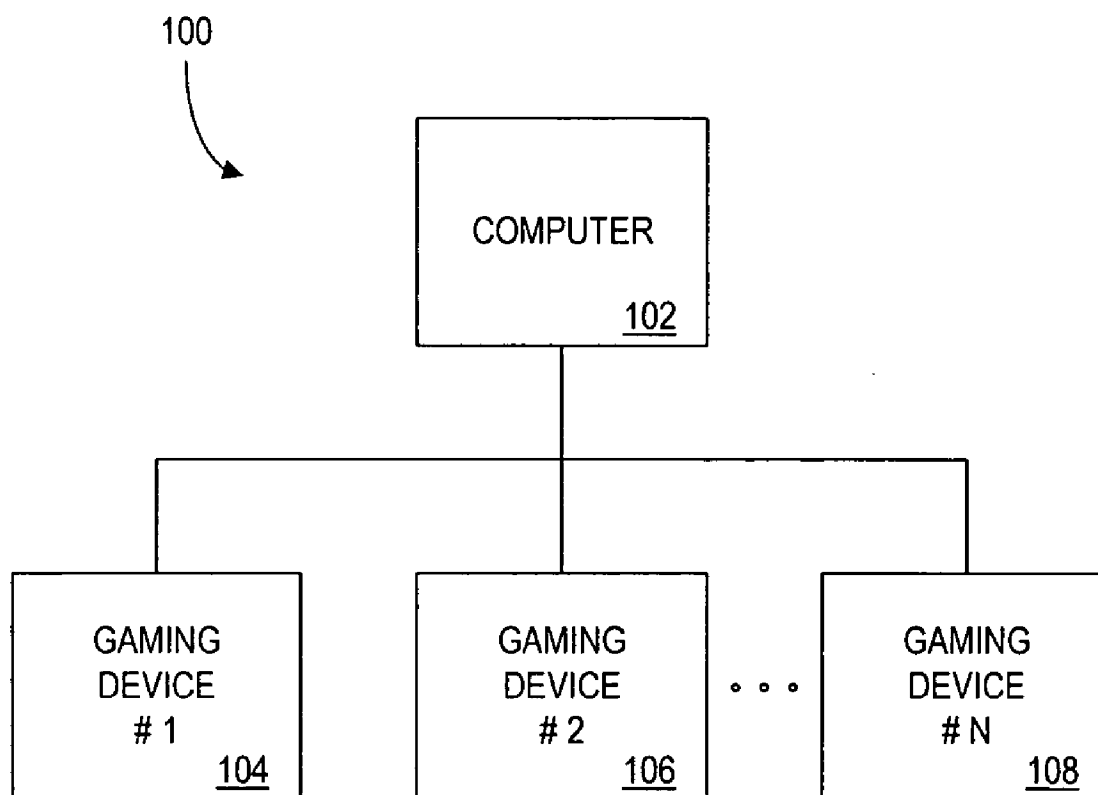 100
COMPUTER
102
GAMING
DEVICE
# 1
104
GAMING
DEVICE
# 2
106
GAMING
DEVICE
# N
108